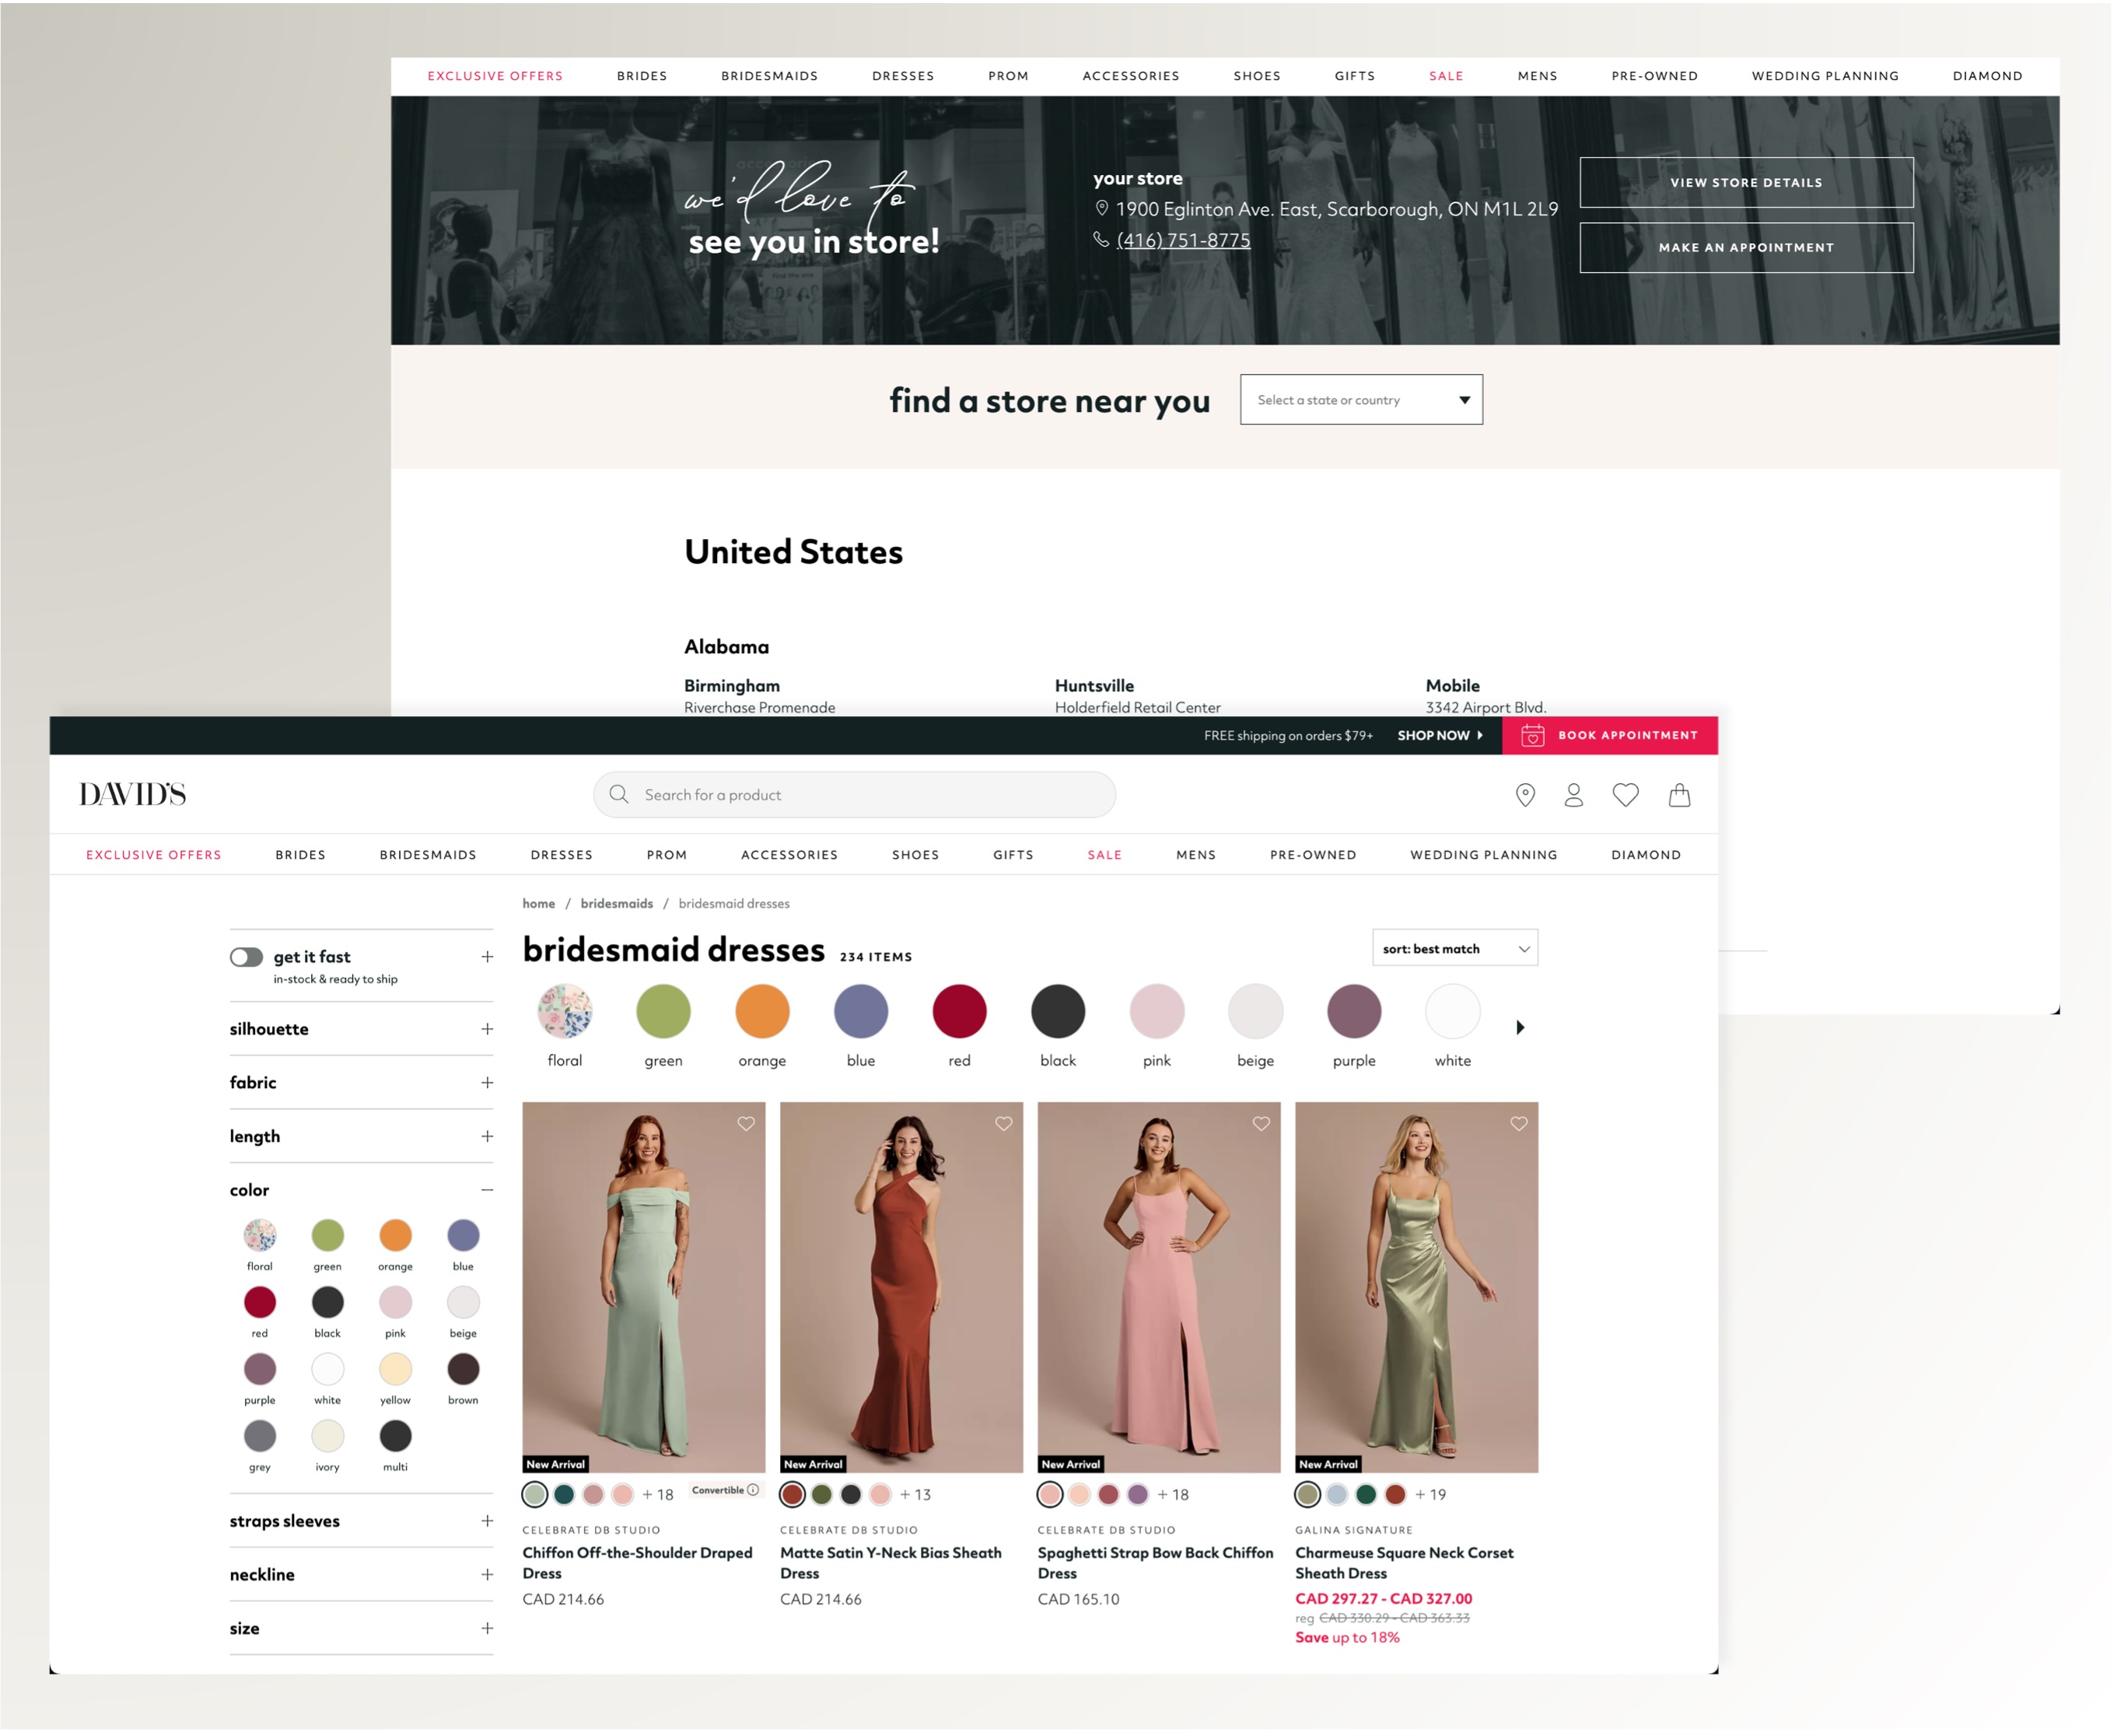 EXCLUSIVE OFFERS BRIDES BRIDESMAIDS DRESSES PROM ACCESSORIES SHOES GIFTS SALE MENS PRE-OWNED WEDDING PLANNING DIAMOND
we'd love to
see you in store!
your store
1900 Eglinton Ave. East, Scarborough, ON M1L 2L9
(416) 751-8775
VIEW STORE DETAILS
MAKE AN APPOINTMENT
find a store near you
Select a state or country
United States
Alabama
Birmingham Huntsville Mobile
Riverchase Promenade Holderfield Retail Center 3342 Airport Blvd.
FREE shipping on orders $79+ SHOP NOW BOOK APPOINTMENT
DAVID'S
Search for a product
EXCLUSIVE OFFERS BRIDES BRIDESMAIDS DRESSES PROM ACCESSORIES SHOES GIFTS SALE MENS PRE-OWNED WEDDING PLANNING DIAMOND
home / bridesmaids / bridesmaid dresses
get it fast
in-stock & ready to ship
silhouette
fabric
length
color
floral green orange blue
red black pink beige
purple white yellow brown
grey ivory multi
straps sleeves
neckline
size
bridesmaid dresses 234 ITEMS
sort: best match
floral green orange blue red black pink beige purple white
New Arrival
+ 18 Convertible
CELEBRATE DB STUDIO
Chiffon Off-the-Shoulder Draped
Dress
CAD 214.66
New Arrival
+ 13
CELEBRATE DB STUDIO
Matte Satin Y-Neck Bias Sheath
Dress
CAD 214.66
New Arrival
+ 18
CELEBRATE DB STUDIO
Spaghetti Strap Bow Back Chiffon
Dress
CAD 165.10
New Arrival
+ 19
GALINA SIGNATURE
Charmeuse Square Neck Corset
Sheath Dress
CAD 297.27 - CAD 327.00
reg CAD 330.29 - CAD 363.33
Save up to 18%